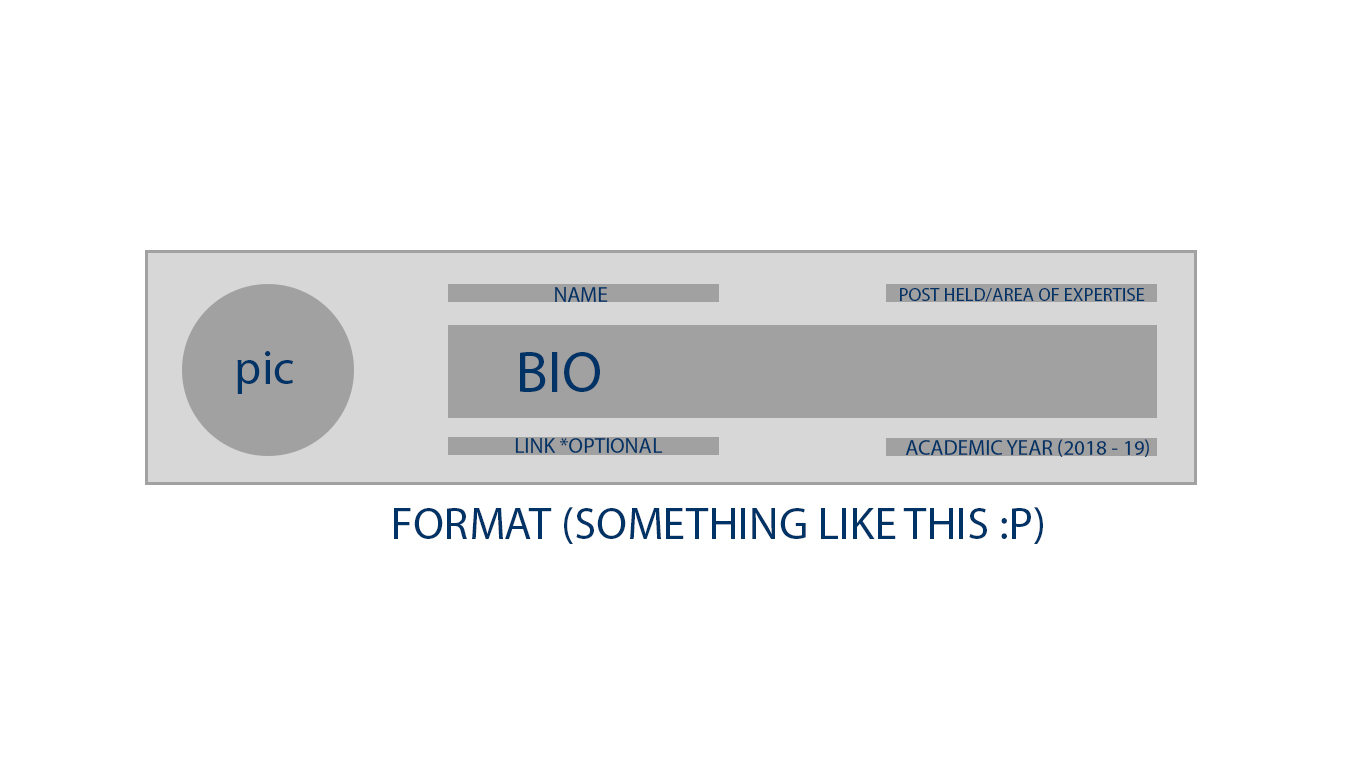 NAME
POST HELD/AREA OF EXPERTISE
pic
BIO
LINK *OPTIONAL
ACADEMIC YEAR (2018 - 19)
FORMAT (SOMETHING LIKE THIS :P)